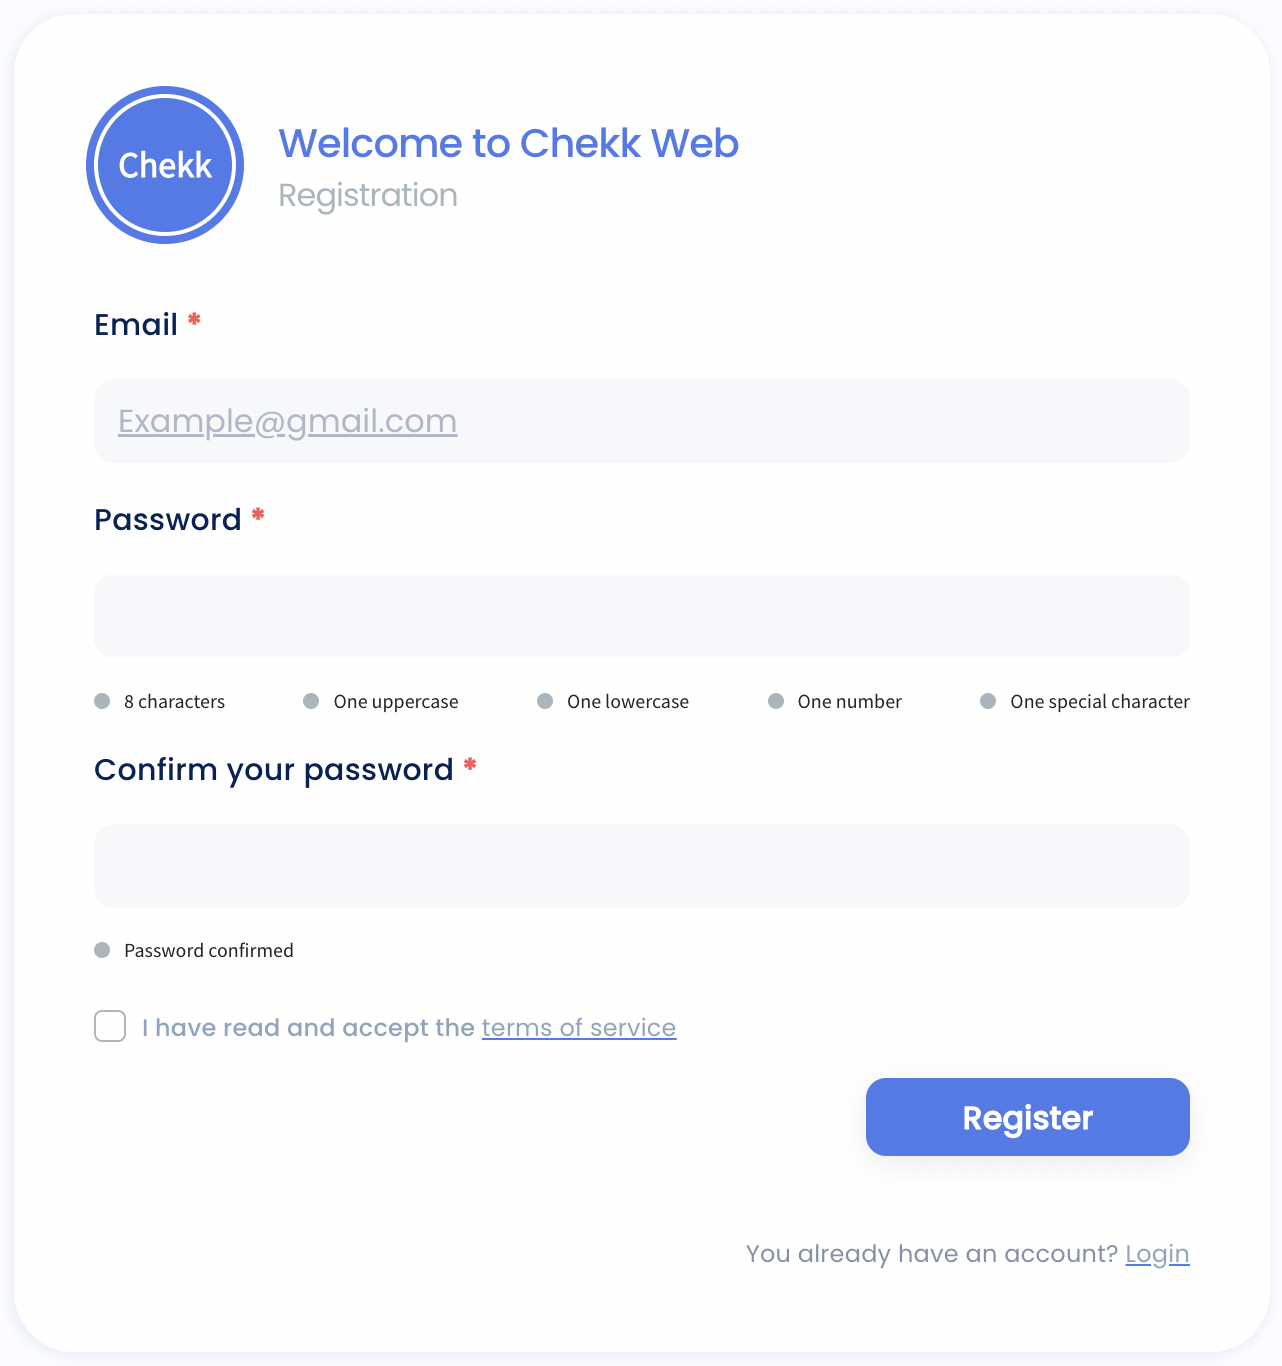 Chekk
Welcome to Chekk Web
Registration
Email *
Example@gmail.com
Password *
8 characters One uppercase One lowercase One number One special character
Confirm your password *
Password confirmed
I have read and accept the terms of service
Register
You already have an account? Login